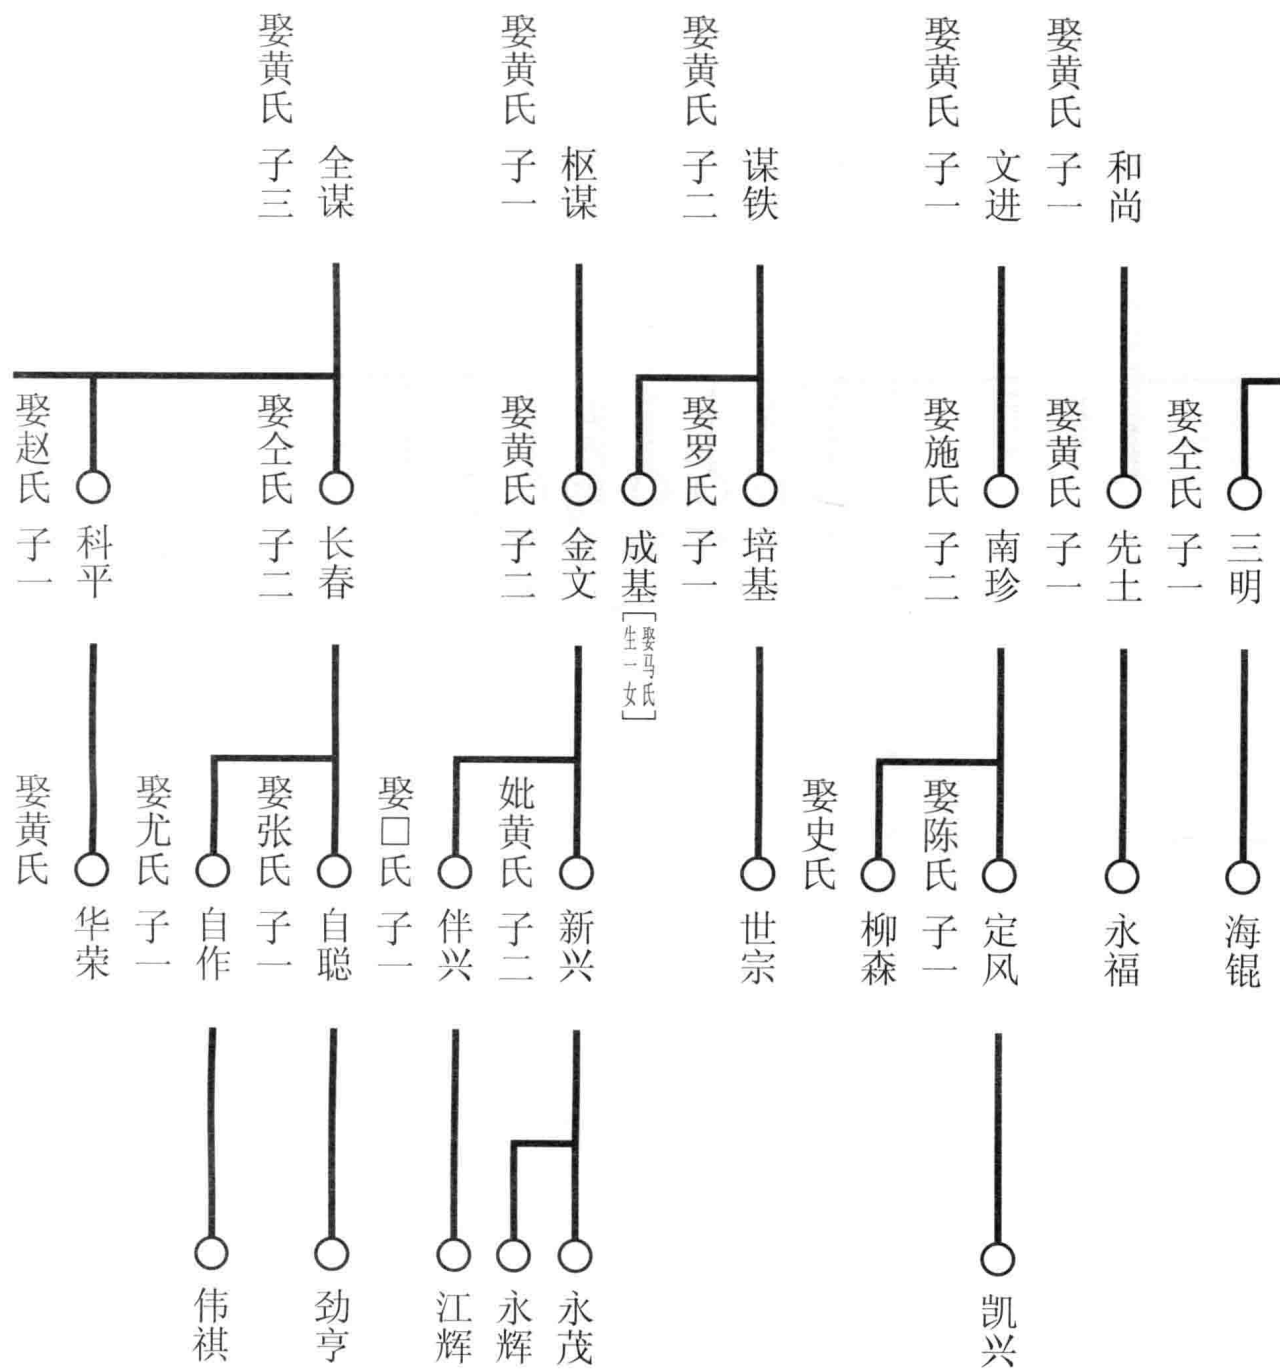 和尚
娶黄氏 子一
文进
娶黄氏 子一
谋铁
娶黄氏 子二
枢谋
娶黄氏 子一
全谋
娶黄氏 子三
三明
娶仝氏 子一
先土
娶黄氏 子一
南珍
娶施氏 子二
培基
娶罗氏 子一
成基[娶马氏
生一女]
金文
娶黄氏 子二
长春
娶仝氏 子二
科平
娶赵氏 子一
海锟
永福
定风
娶陈氏 子一
柳森
娶史氏
世宗
新兴
妣黄氏 子二
伴兴
娶□氏 子一
自聪
娶张氏 子一
自作
娶尤氏 子一
华荣
娶黄氏
凯兴
永茂
永辉
江辉
劲亨
伟祺